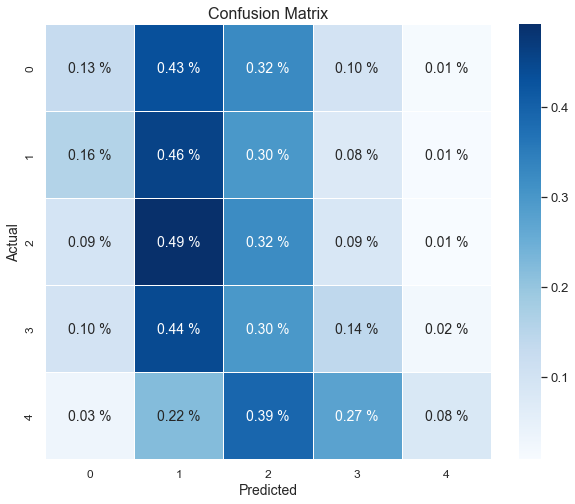 Confusion Matrix
Actual
0 0.13 % 0.43 % 0.32 % 0.10 % 0.01 %
1 0.16 % 0.46 % 0.30 % 0.08 % 0.01 %
2 0.09 % 0.49 % 0.32 % 0.09 % 0.01 %
3 0.10 % 0.44 % 0.30 % 0.14 % 0.02 %
4 0.03 % 0.22 % 0.39 % 0.27 % 0.08 %
0 1 2 3 4
Predicted
0.4
0.3
0.2
0.1